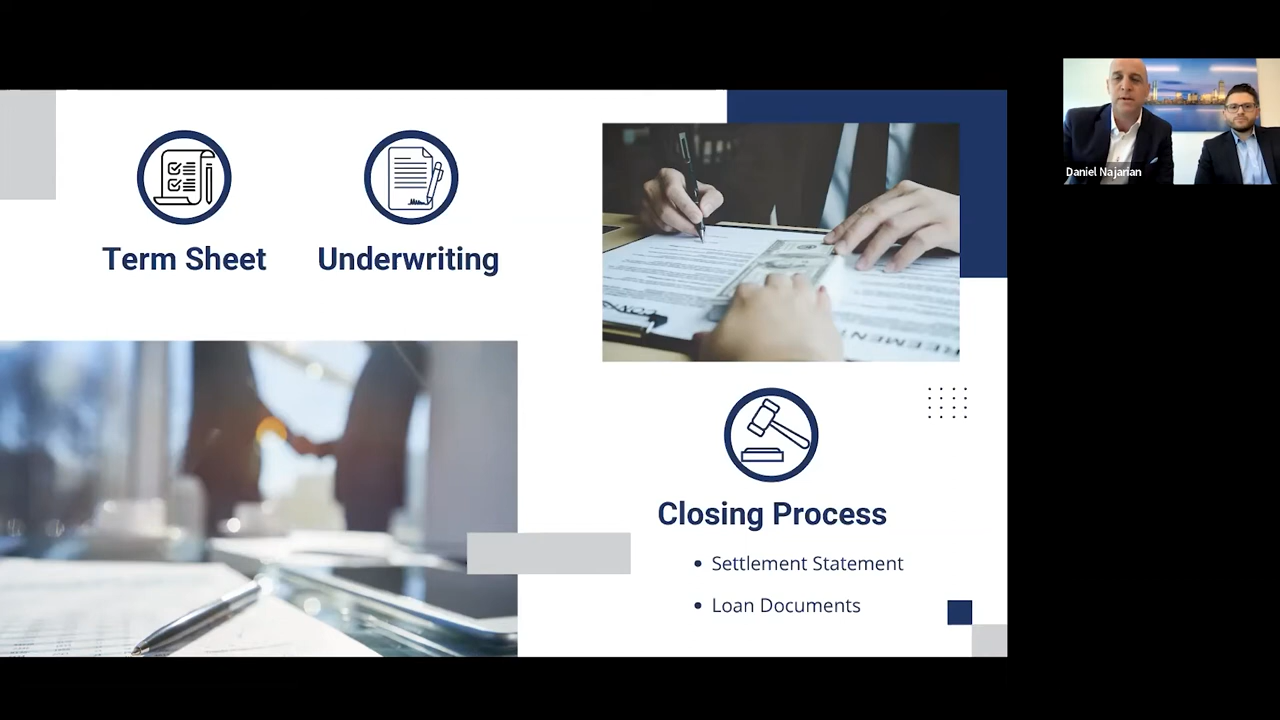 Term Sheet
Underwriting
Closing Process
Settlement Statement
Loan Documents
Daniel Najarian